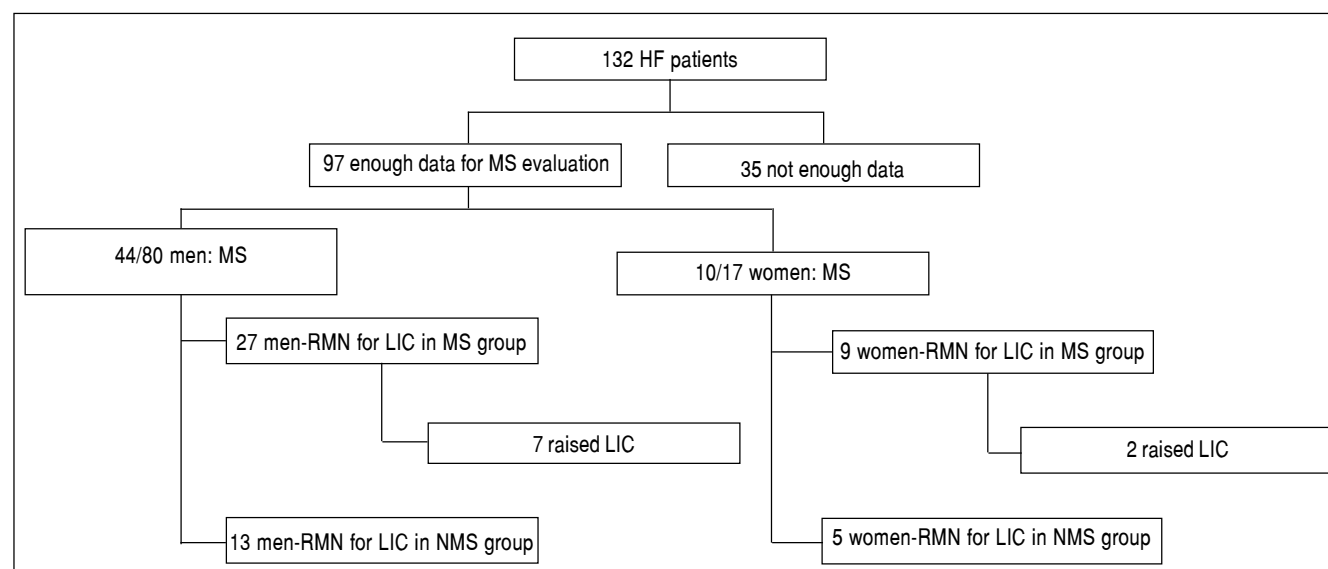 132 HF patients
97 enough data for MS evaluation
35 not enough data
44/80 men: MS
10/17 women: MS
27 men-RMN for LIC in MS group
9 women-RMN for LIC in MS group
7 raised LIC
2 raised LIC
13 men-RMN for LIC in NMS group
5 women-RMN for LIC in NMS group